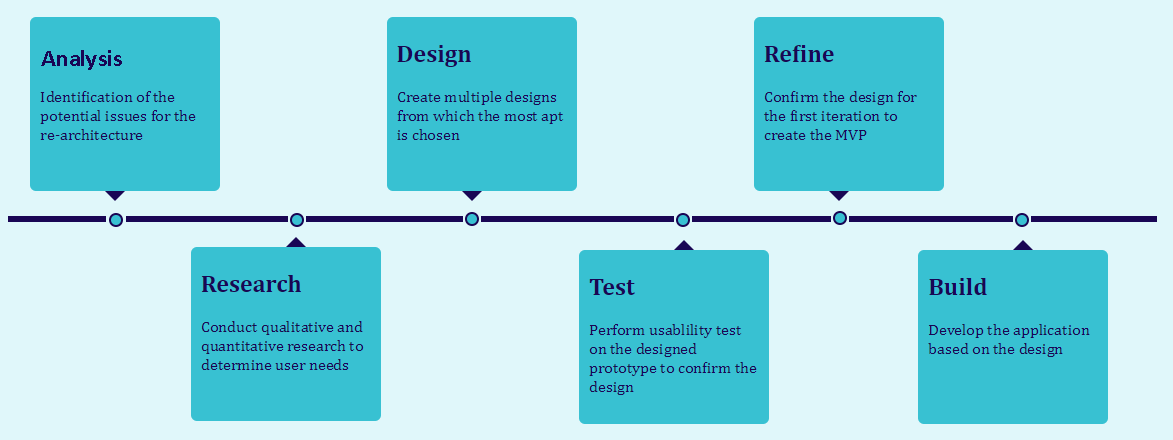 Analysis
Identification of the
potential issues for the
re-architecture
Research
Conduct qualitative and
quantitative research to
determine user needs
Design
Create multiple designs
from which the most apt
is chosen
Test
Perform usablility test
on the designed
prototype to confirm the
design
Refine
Confirm the design for
the first iteration to
create the MVP
Build
Develop the application
based on the design